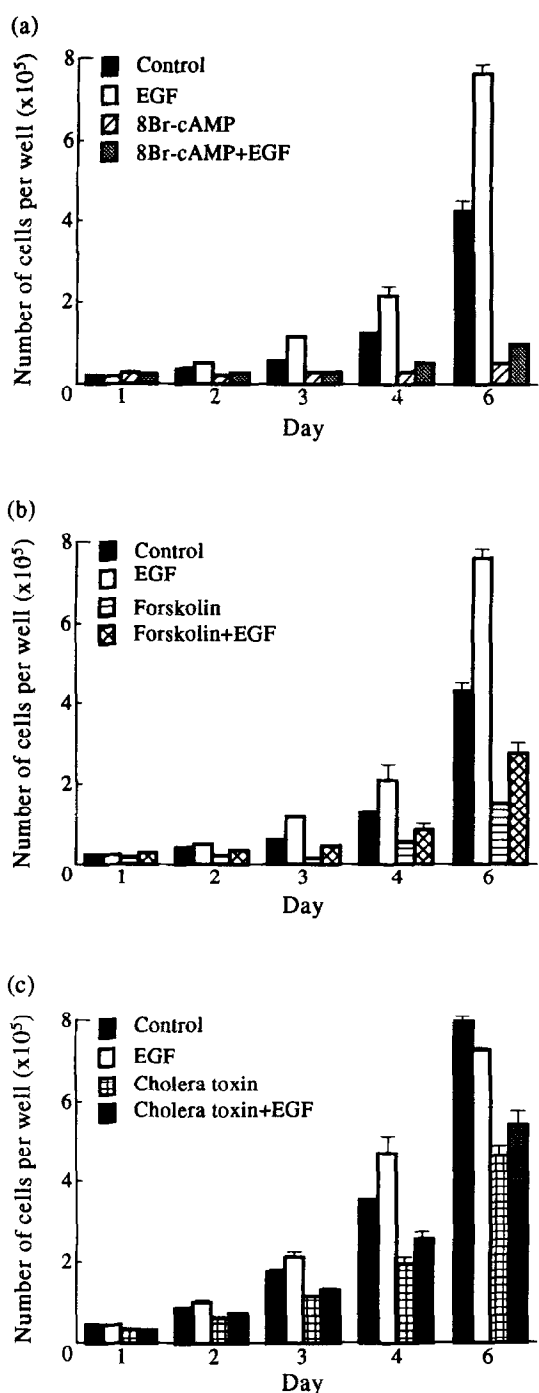 (a)
Number of cells per well (x10⁵)
8
4
2
0
Control
EGF
8Br-cAMP
8Br-cAMP+EGF
1 2 3 4 6
Day
(b)
Number of cells per well (x10⁵)
8
4
2
0
Control
EGF
Forskolin
Forskolin+EGF
1 2 3 4 6
Day
(c)
Number of cells per well (x10⁵)
8
6
2
0
Control
EGF
Cholera toxin
Cholera toxin+EGF
1 2 3 4 6
Day